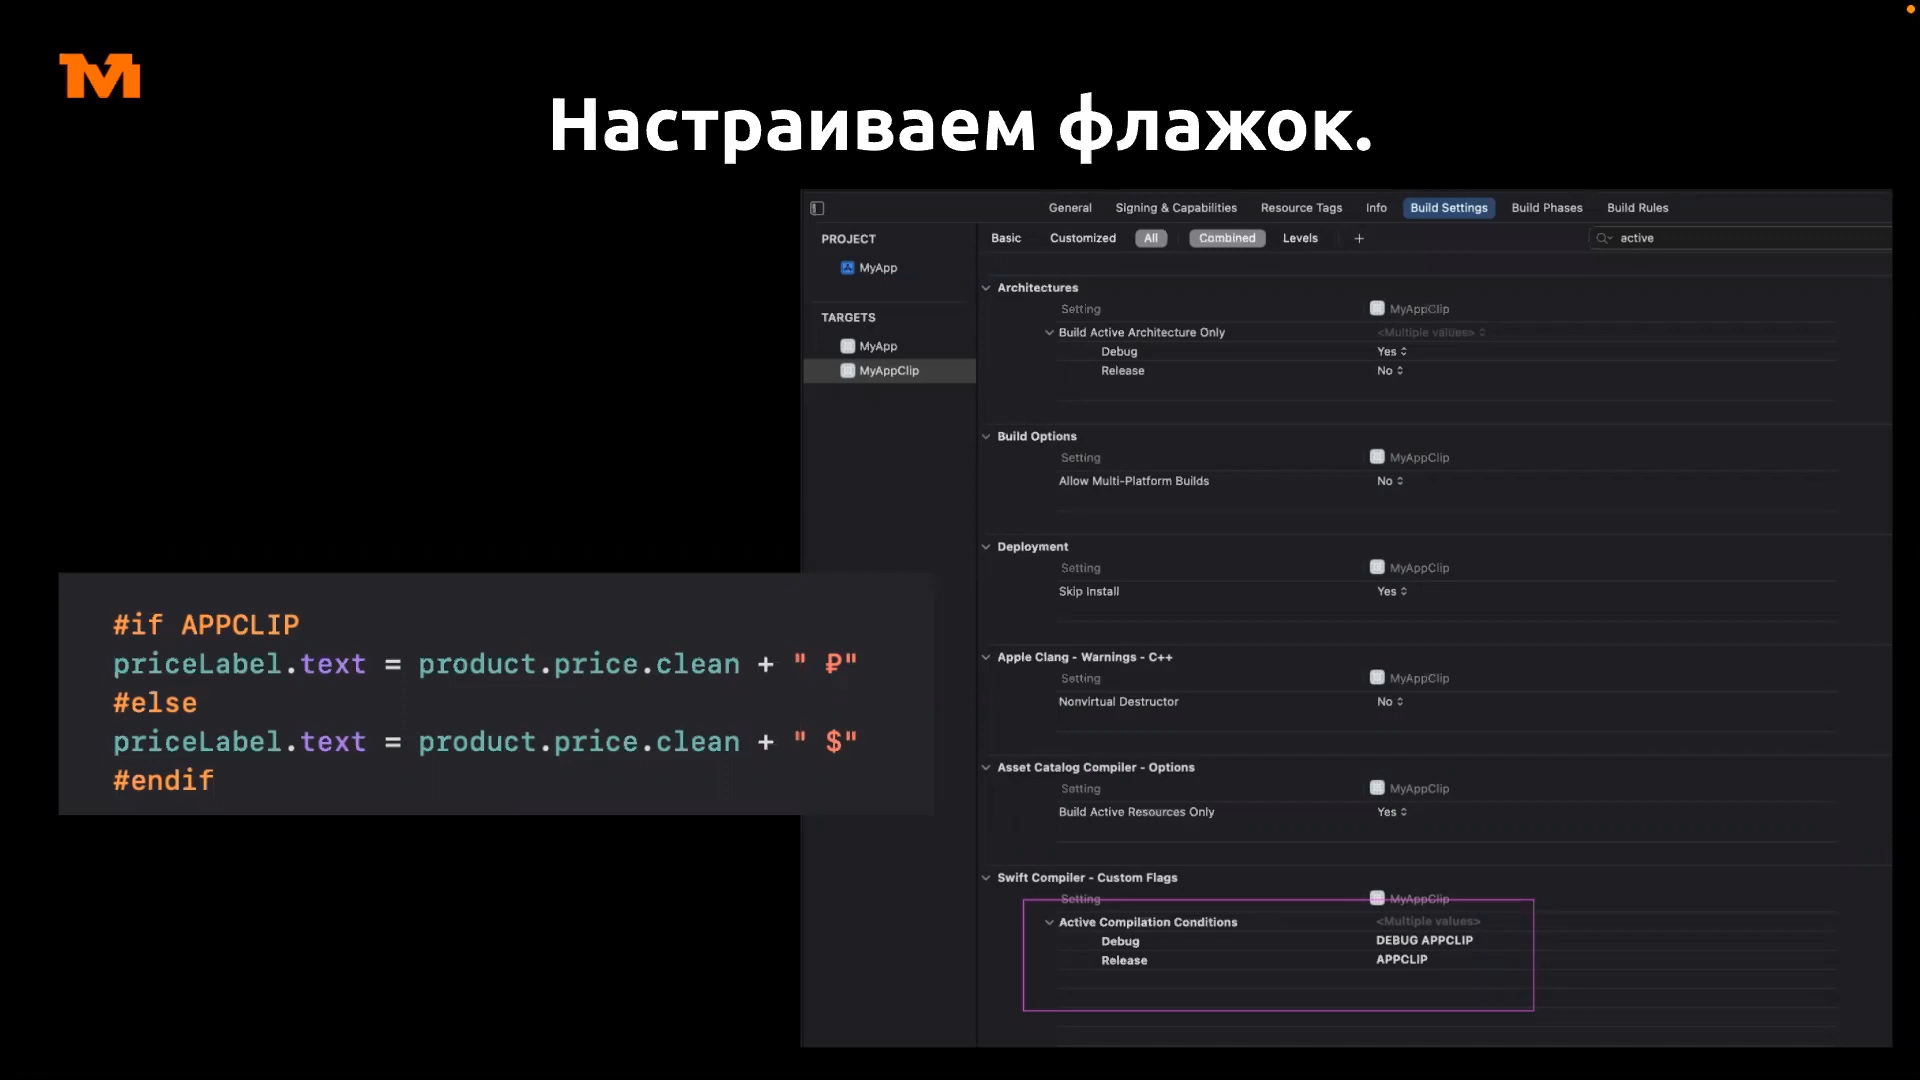 Настраиваем флажок.
General Signing & Capabilities Resource Tags Info Build Settings Build Phases Build Rules
PROJECT
MyApp
TARGETS
MyApp
MyAppClip
Basic Customized All Combined Levels + active
Architectures
Setting MyAppClip
Build Active Architecture Only <Multiple values>
Debug Yes
Release No
Build Options
Setting MyAppClip
Allow Multi-Platform Builds No
Deployment
Setting MyAppClip
Skip Install Yes
Apple Clang - Warnings - C++
Setting MyAppClip
Nonvirtual Destructor No
Asset Catalog Compiler - Options
Setting MyAppClip
Build Active Resources Only Yes
Swift Compiler - Custom Flags
Setting MyAppClip
Active Compilation Conditions <Multiple values>
Debug DEBUG APPCLIP
Release APPCLIP
#if APPCLIP
priceLabel.text = product.price.clean + " ₽"
#else
priceLabel.text = product.price.clean + " $"
#endif